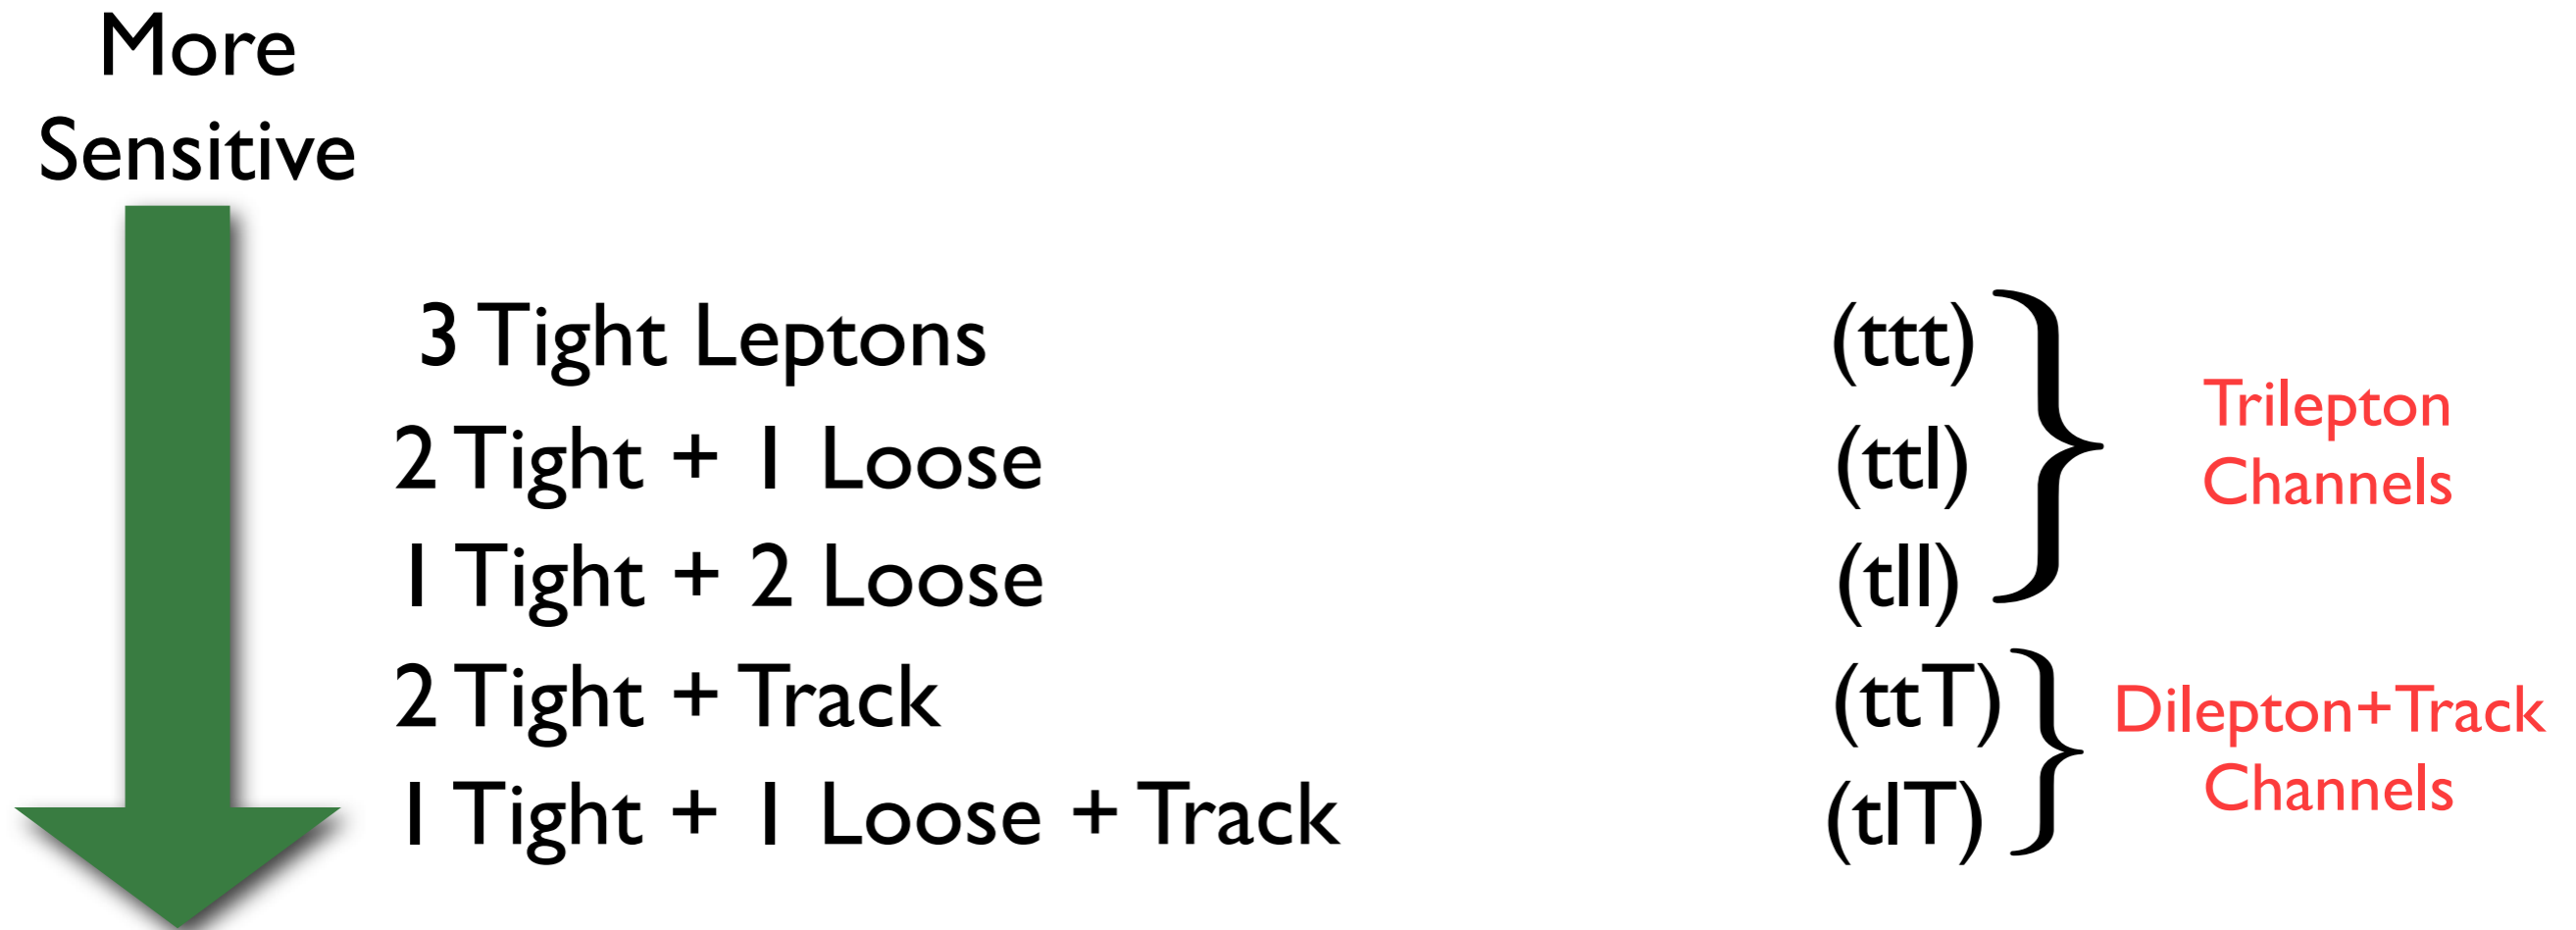 More
Sensitive
3 Tight Leptons (ttt)
2 Tight + 1 Loose (ttl)
1 Tight + 2 Loose (tll)
Trilepton
Channels
2 Tight + Track (ttT)
1 Tight + 1 Loose + Track (tlT)
Dilepton+Track
Channels